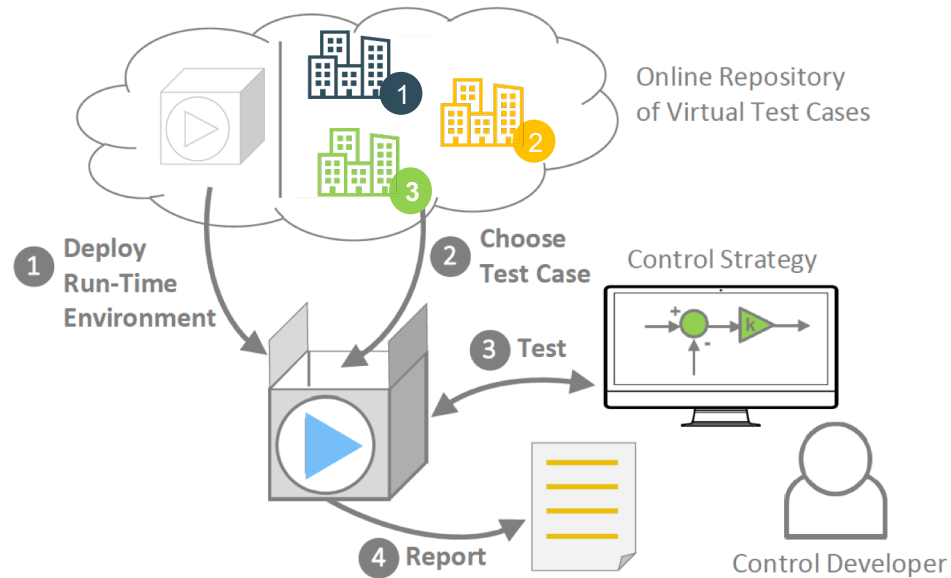 1
2
3
Online Repository
of Virtual Test Cases
1 Deploy
Run-Time
Environment
2 Choose
Test Case
Control Strategy
+
-
k
3 Test
4 Report
Control Developer